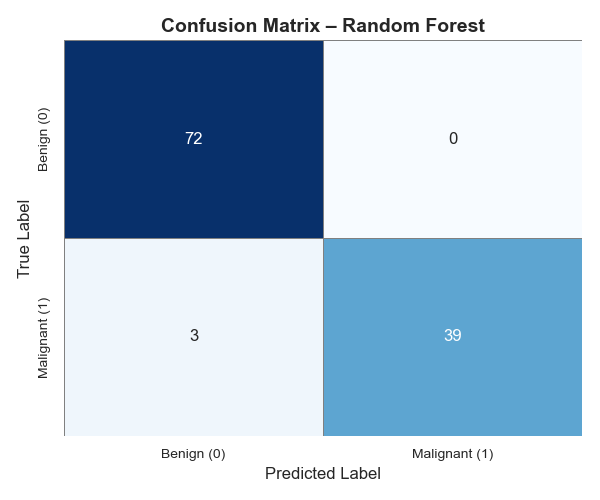 Confusion Matrix – Random Forest
True Label
Benign (0)
72
0
Malignant (1)
3
39
Benign (0)
Malignant (1)
Predicted Label